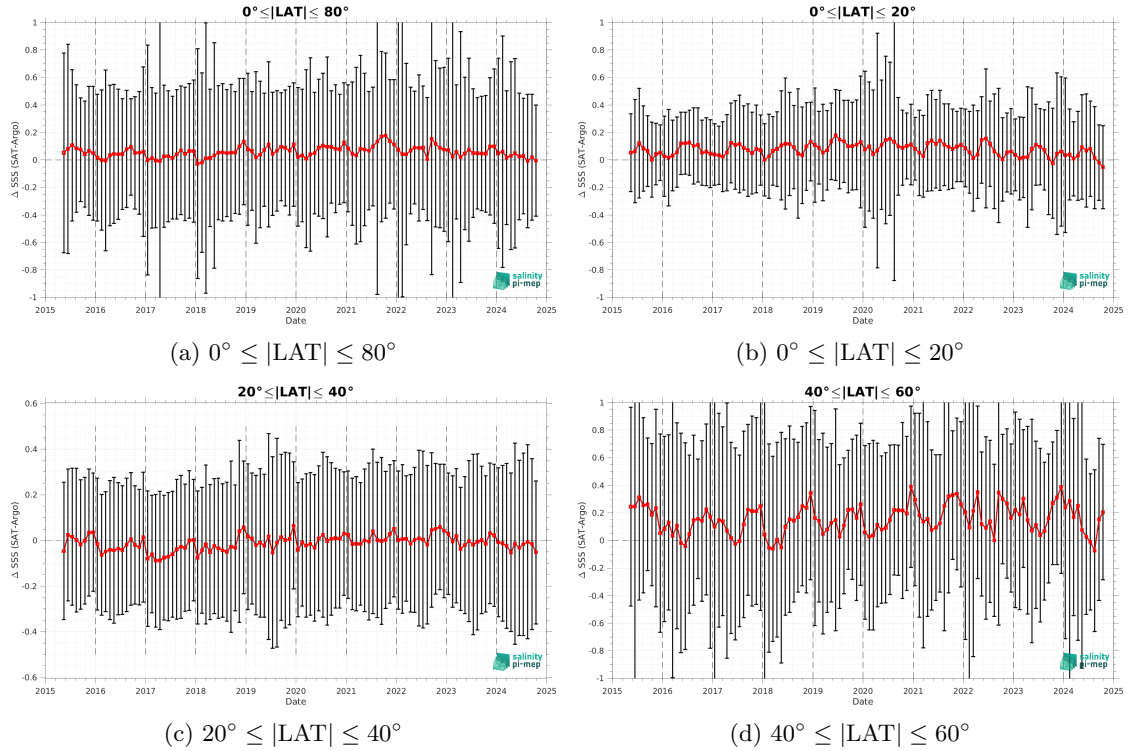 0°≤|LAT|≤ 80°
Δ SSS (SAT-Argo)
1
0.8
0.6
0.4
0.2
0
-0.2
-0.4
-0.6
-0.8
-1
salinity
pi-mep
2015 2016 2017 2018 2019 2020 2021 2022 2023 2024 2025
Date
(a) 0° ≤ |LAT| ≤ 80°
0°≤|LAT|≤ 20°
Δ SSS (SAT-Argo)
1
0.8
0.6
0.4
0.2
0
-0.2
-0.4
-0.6
-0.8
-1
salinity
pi-mep
2015 2016 2017 2018 2019 2020 2021 2022 2023 2024 2025
Date
(b) 0° ≤ |LAT| ≤ 20°
20°≤|LAT|≤ 40°
Δ SSS (SAT-Argo)
0.6
0.4
0.2
0
-0.2
-0.4
-0.6
salinity
pi-mep
2015 2016 2017 2018 2019 2020 2021 2022 2023 2024 2025
Date
(c) 20° ≤ |LAT| ≤ 40°
40°≤|LAT|≤ 60°
Δ SSS (SAT-Argo)
1
0.8
0.6
0.4
0.2
0
-0.2
-0.4
-0.6
-0.8
-1
salinity
pi-mep
2015 2016 2017 2018 2019 2020 2021 2022 2023 2024 2025
Date
(d) 40° ≤ |LAT| ≤ 60°